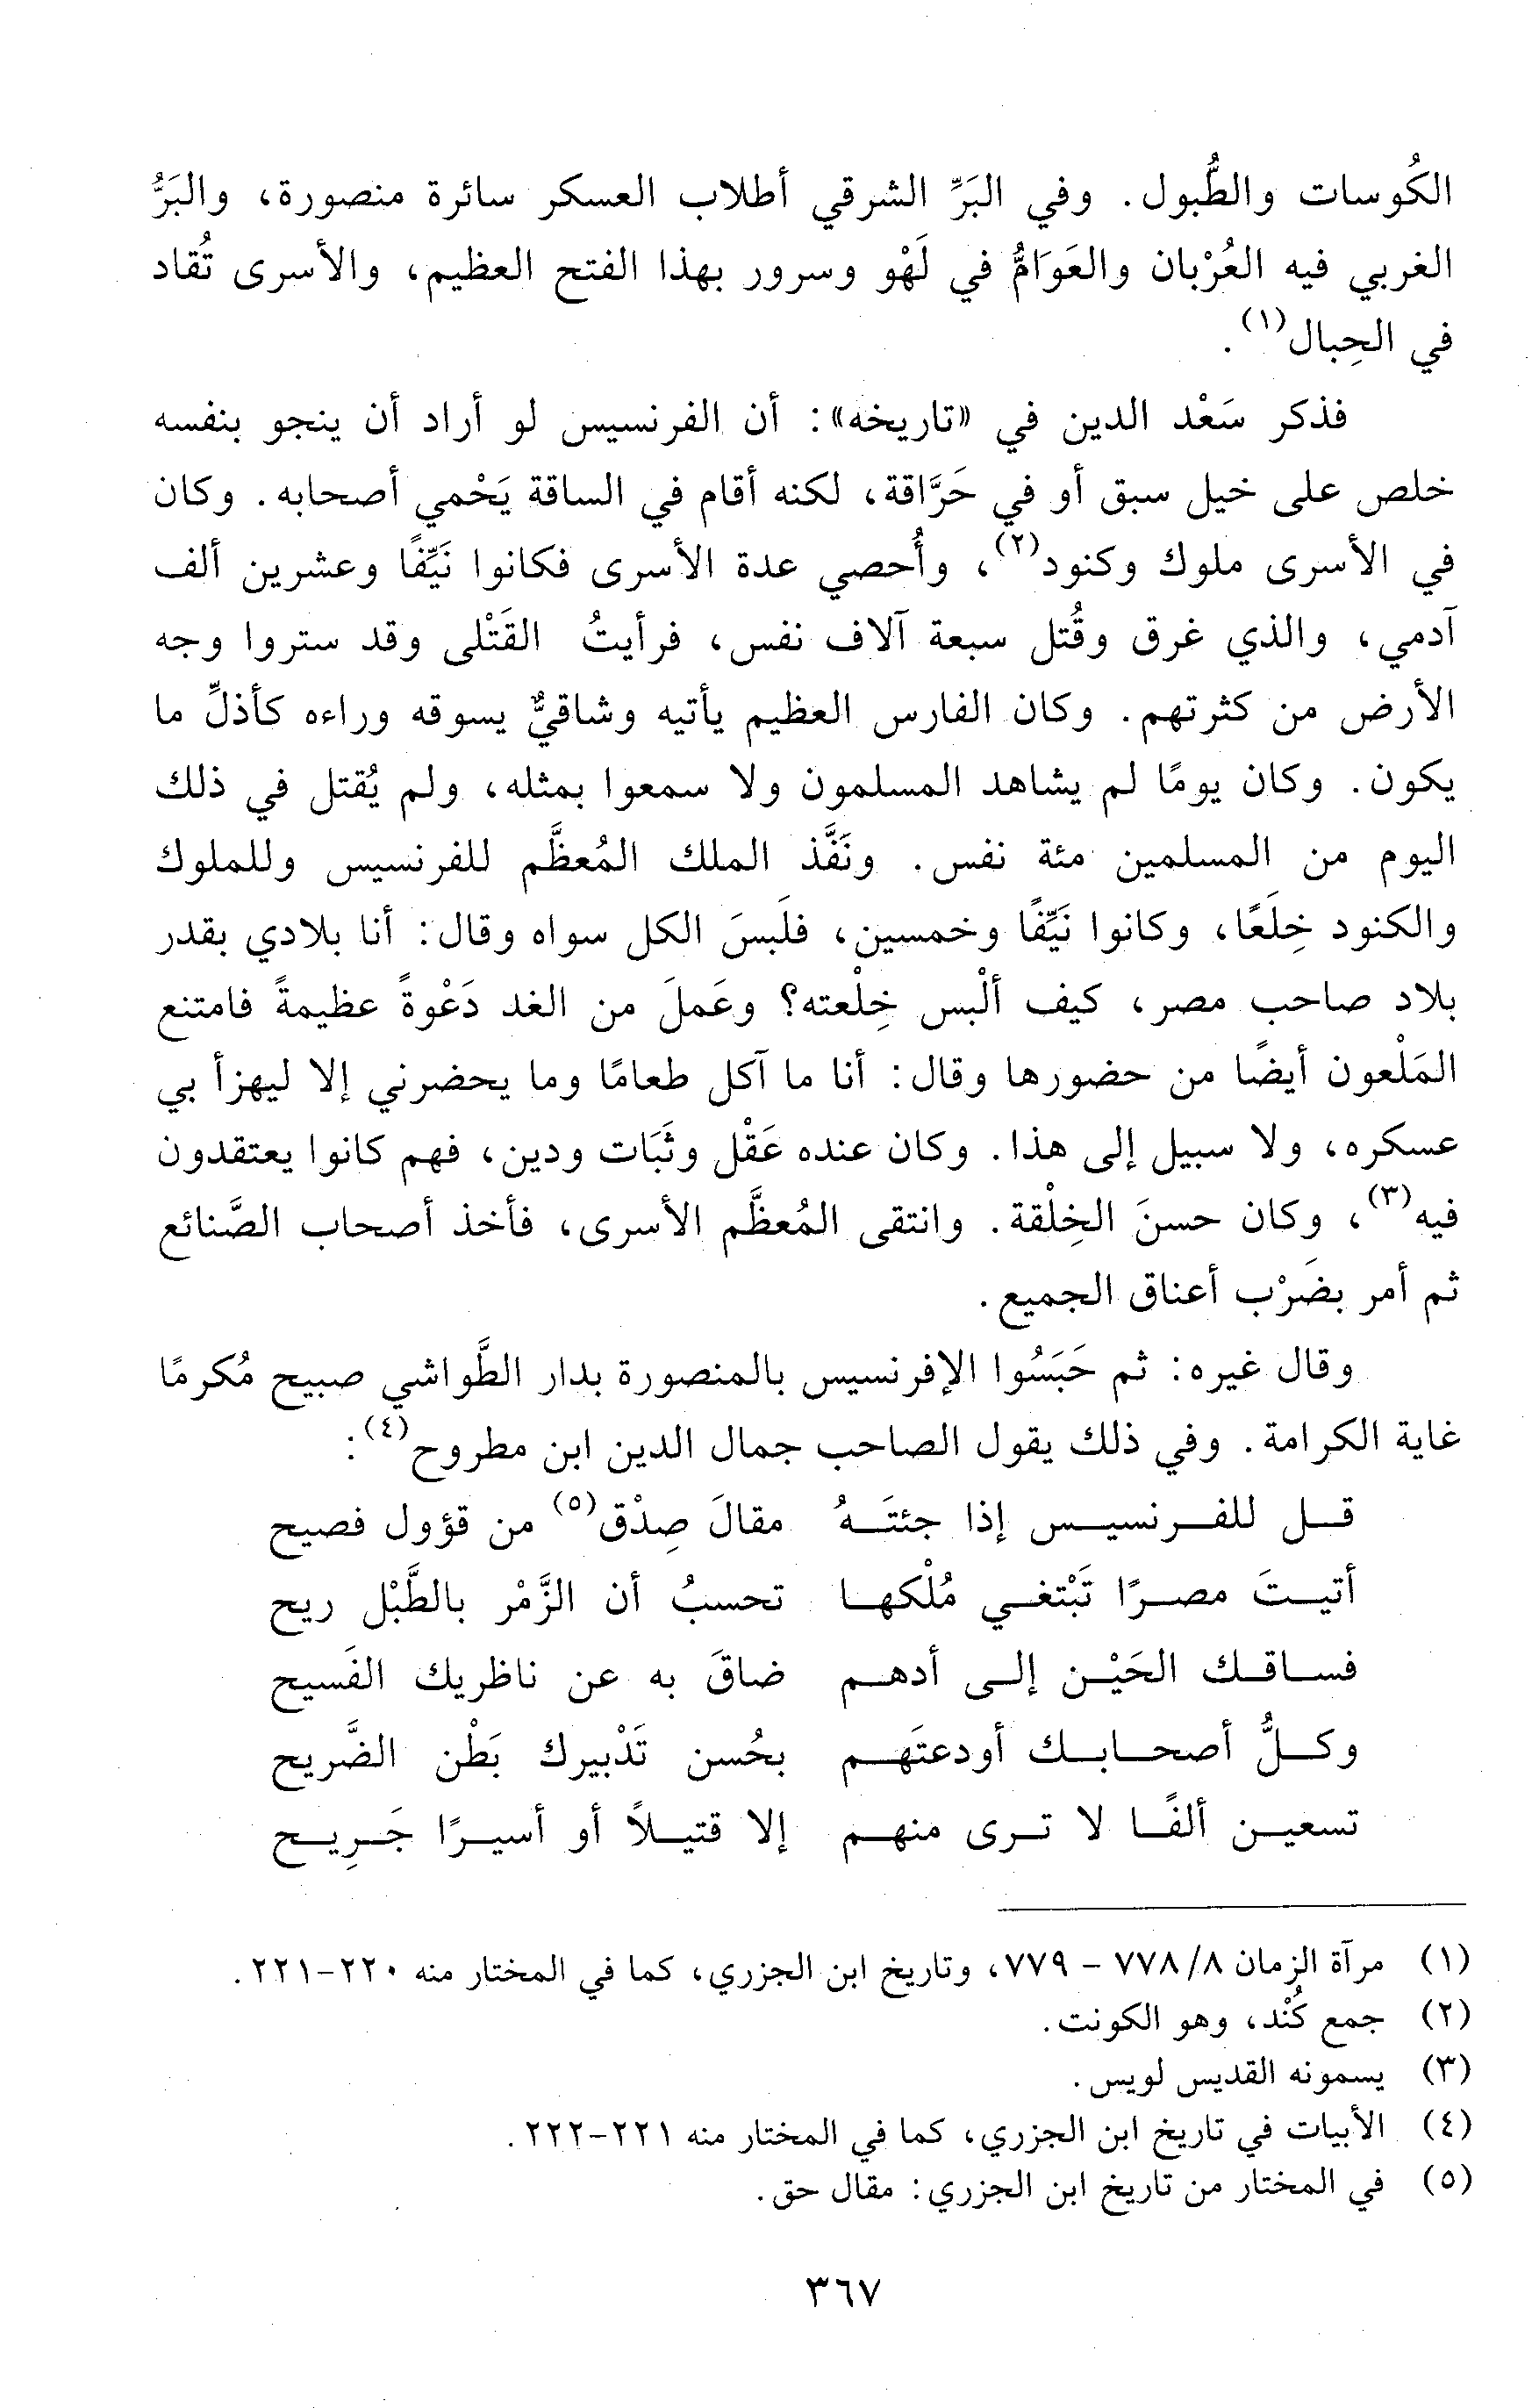 الكُوسات والطُّبول. وفي البَرِّ الشرقي أطلاب العسكر سائرة منصورة، والبَرُّ
الغربي فيه العُرْبان والعَوَامُّ في لَهْو وسرور بهذا الفتح العظيم، والأسرى تُقاد
في الحِبال(١).
فذكر سَعْد الدين في «تاريخه»: أن الفرنسيس لو أراد أن ينجو بنفسه
خلص على خيل سبق أو في حَرَّاقة، لكنه أقام في الساقة يَحْمي أصحابه. وكان
في الأسرى ملوك وكنود(٢)، وأُحصي عدة الأسرى فكانوا نَيِّفًا وعشرين ألف
آدمي، والذي غرق وقُتل سبعة آلاف نفس، فرأيتُ القَتْلى وقد ستروا وجه
الأرض من كثرتهم. وكان الفارس العظيم يأتيه وشاقيٌّ يسوقه وراءه كأذلِّ ما
يكون. وكان يومًا لم يشاهد المسلمون ولا سمعوا بمثله، ولم يُقتل في ذلك
اليوم من المسلمين مئة نفس. ونَفَّذ الملك المُعظَّم للفرنسيس وللملوك
والكنود خِلَعًا، وكانوا نَيِّفًا وخمسين، فلَبسَ الكل سواه وقال: أنا بلادي بقدر
بلاد صاحب مصر، كيف ألْبس خِلْعته؟ وعَملَ من الغد دَعْوةً عظيمةً فامتنع
المَلْعون أيضًا من حضورها وقال: أنا ما آكل طعامًا وما يحضرني إلا ليهزأ بي
عسكره، ولا سبيل إلى هذا. وكان عنده عَقْل وثَبَات ودين، فهم كانوا يعتقدون
فيه(٣)، وكان حسنَ الخِلْقة. وانتقى المُعظَّم الأسرى، فأخذ أصحاب الصَّنائع
ثم أمر بضَرْب أعناق الجميع.
وقال غيره: ثم حَبَسُوا الإفرنسيس بالمنصورة بدار الطَّواشي صبيح مُكرمًا
غاية الكرامة. وفي ذلك يقول الصاحب جمال الدين ابن مطروح(٤):
قل للفرنسيس إذا جئتَهُ مقالَ صِدْق(٥) من قؤول فصيح
أتيتَ مصرًا تَبْتغي مُلْكها تحسبُ أن الزَّمْر بالطَّبْل ريح
فساقك الحَيْن إلى أدهم ضاقَ به عن ناظريك الفَسيح
وكلُّ أصحابك أودعتَهم بحُسن تَدْبيرك بَطْن الضَّريح
تسعين ألفًا لا ترى منهم إلا قتيلاً أو أسيرًا جَرِيح
(١) مرآة الزمان ٨/ ٧٧٨ - ٧٧٩، وتاريخ ابن الجزري، كما في المختار منه ٢٢٠-٢٢١.
(٢) جمع كُنْد، وهو الكونت.
(٣) يسمونه القديس لويس.
(٤) الأبيات في تاريخ ابن الجزري، كما في المختار منه ٢٢١-٢٢٢.
(٥) في المختار من تاريخ ابن الجزري: مقال حق.
٣٦٧